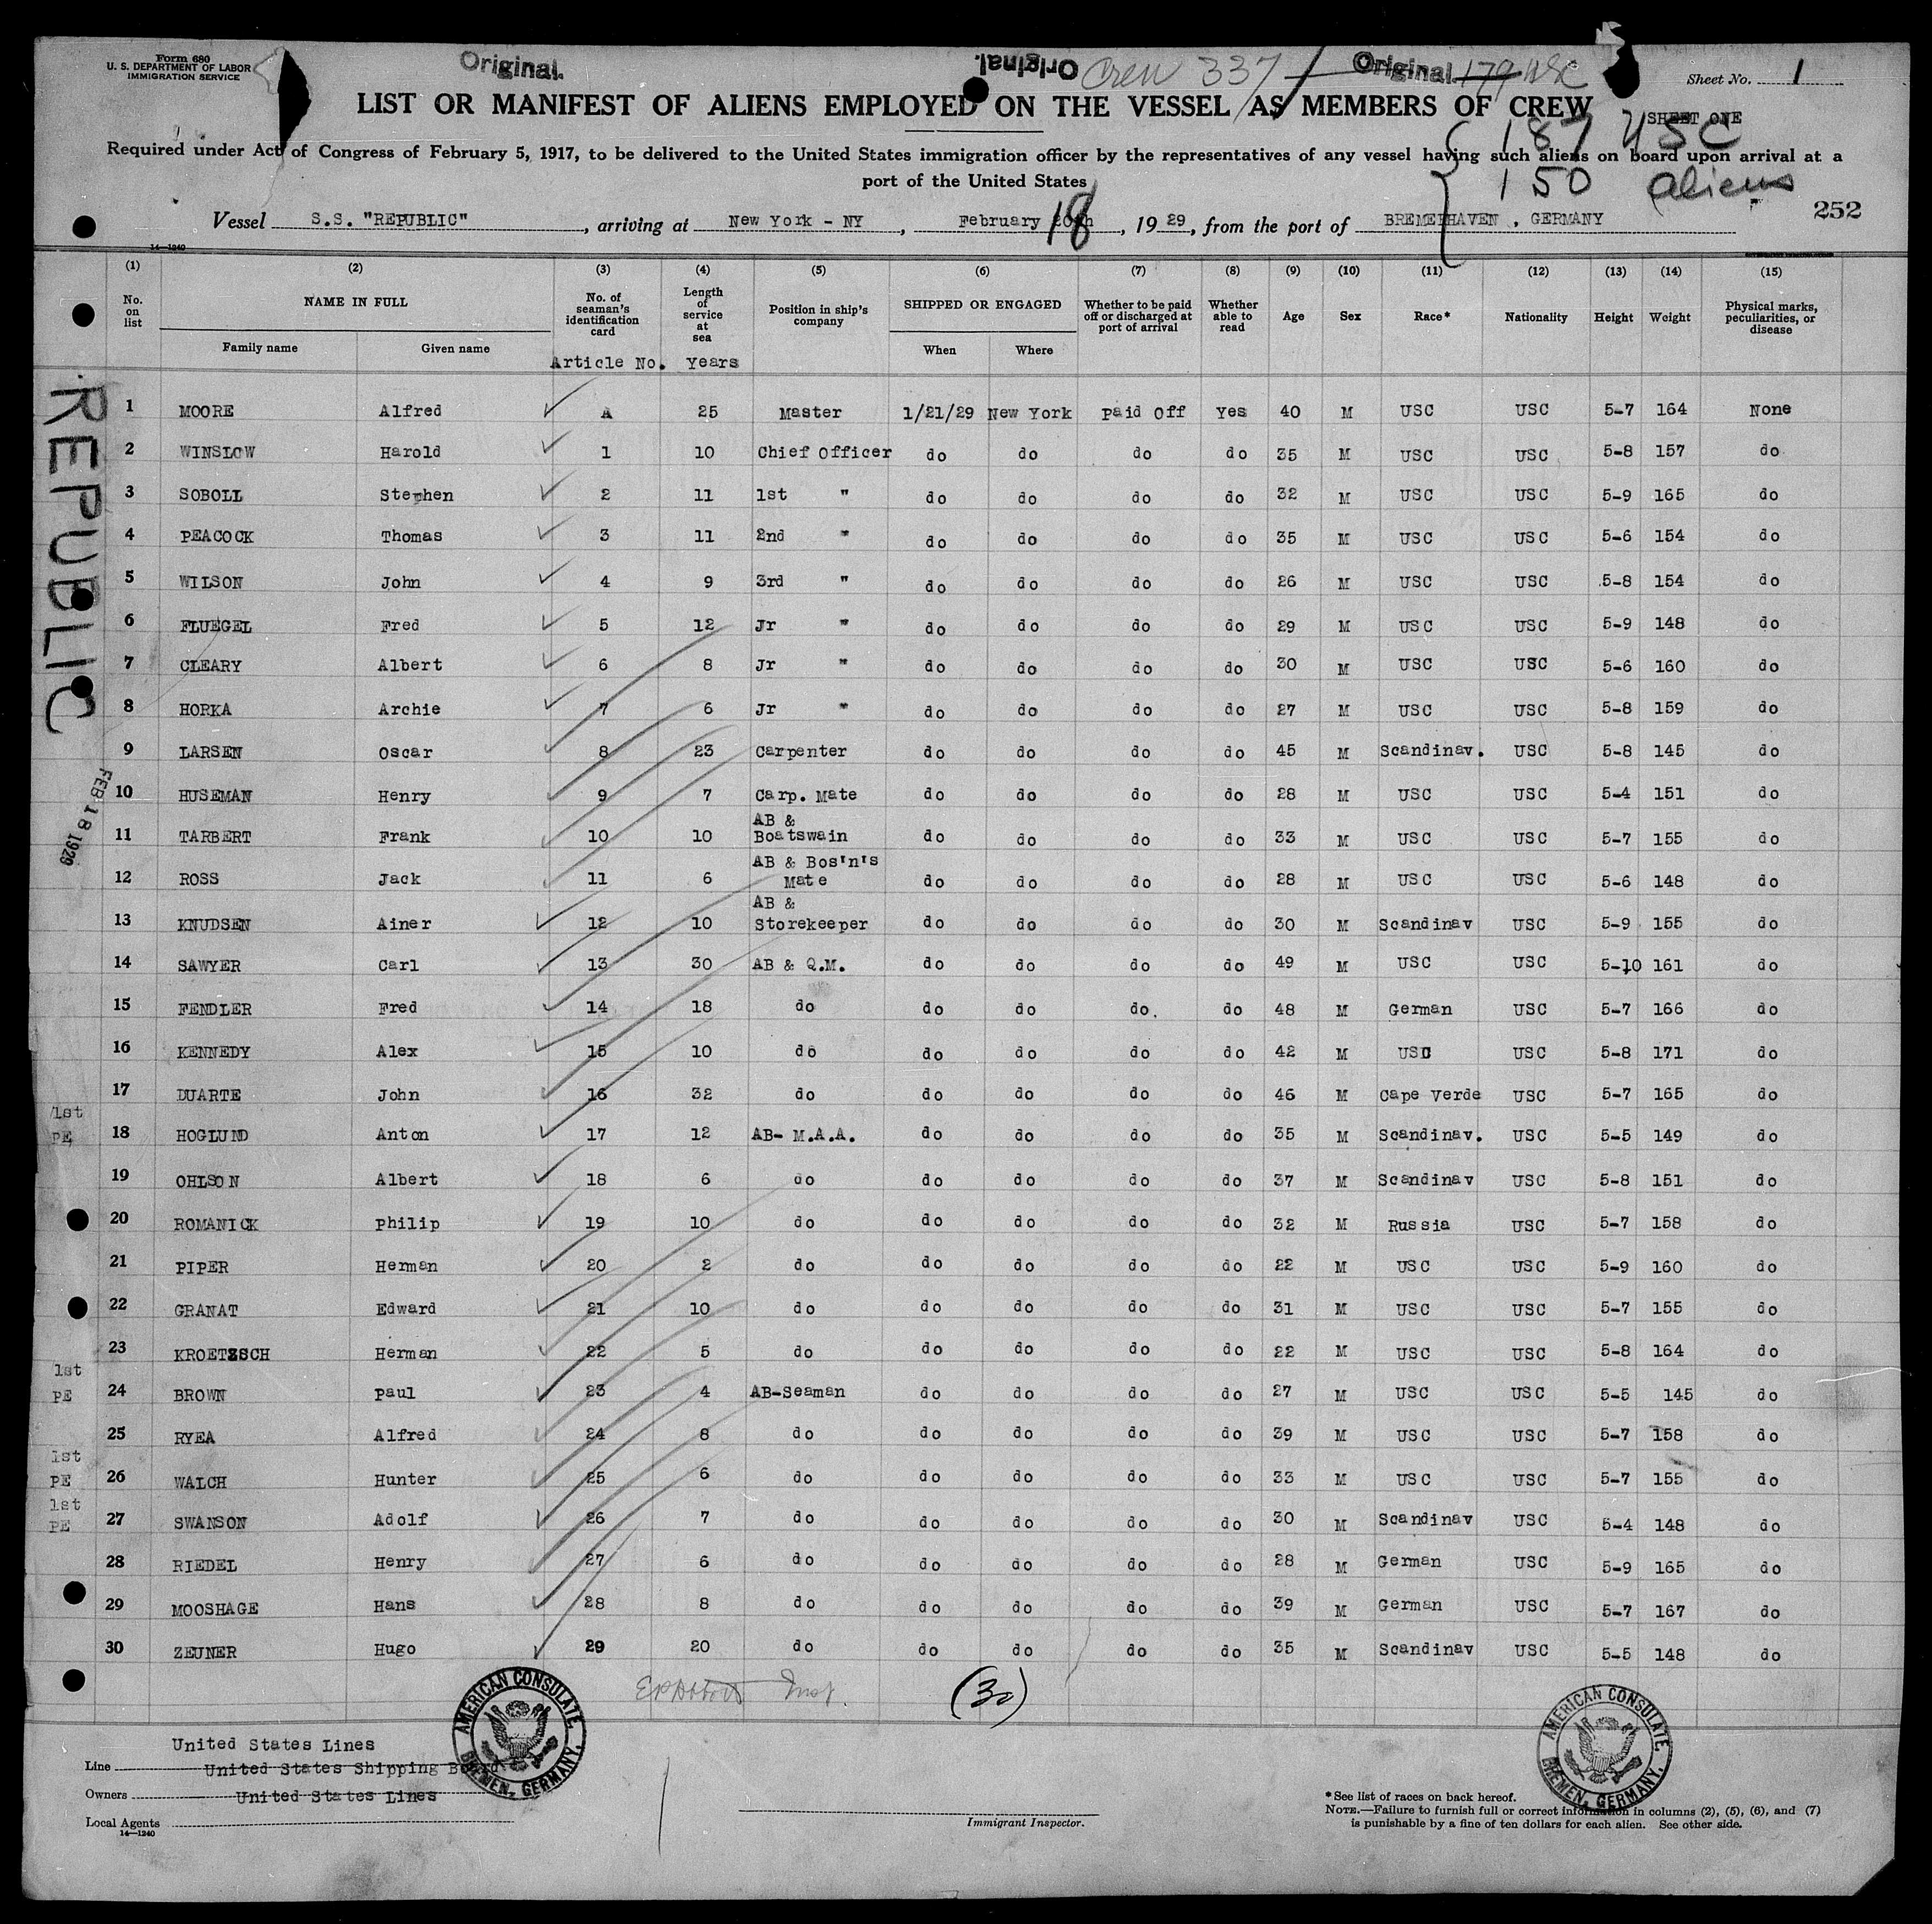 Form 680
U. S. DEPARTMENT OF LABOR
IMMIGRATION SERVICE
Original.
Original.
Crew 337
Original.
179 USC
Sheet No. 1
LIST OR MANIFEST OF ALIENS EMPLOYED ON THE VESSEL AS MEMBERS OF CREW
SHEET ONE
187 USC
Required under Act of Congress of February 5, 1917, to be delivered to the United States immigration officer by the representatives of any vessel having such aliens on board upon arrival at a
port of the United States
150 aliens
Vessel S.S. "REPUBLIC", arriving at New York - NY, February 20th 18, 1929, from the port of BREMEIHAVEN , GERMANY
252
14—1240
(1) (2) (3) (4) (5) (6) (7) (8) (9) (10) (11) (12) (13) (14) (15)
No. on list NAME IN FULL No. of seaman's identification card Length of service at sea Position in ship's company SHIPPED OR ENGAGED Whether to be paid off or discharged at port of arrival Whether able to read Age Sex Race* Nationality Height Weight Physical marks, peculiarities, or disease
Family name Given name When Where
Article No. Years
REPUBLIC
FEB 18 1929
1 MOORE Alfred A 25 Master 1/21/29 New York Paid Off Yes 40 M USC USC 5-7 164 None
2 WINSLOW Harold 1 10 Chief Officer do do do do 35 M USC USC 5-8 157 do
3 SOBOLL Stephen 2 11 1st " do do do do 32 M USC USC 5-9 165 do
4 PEACOCK Thomas 3 11 2nd " do do do do 35 M USC USC 5-6 154 do
5 WILSON John 4 9 3rd " do do do do 26 M USC USC 5-8 154 do
6 FLUEGEL Fred 5 12 Jr " do do do do 29 M USC USC 5-9 148 do
7 CLEARY Albert 6 8 Jr " do do do do 30 M USC USC 5-6 160 do
8 HORKA Archie 7 6 Jr " do do do do 27 M USC USC 5-8 159 do
9 LARSEN Oscar 8 23 Carpenter do do do do 45 M Scandinav. USC 5-8 145 do
10 HUSEMAN Henry 9 7 Carp. Mate do do do do 28 M USC USC 5-4 151 do
11 TARBERT Frank 10 10 AB & Boatswain do do do do 33 M USC USC 5-7 155 do
12 ROSS Jack 11 6 AB & Bos'n's Mate do do do do 28 M USC USC 5-6 148 do
13 KNUDSEN Ainer 12 10 AB & Storekeeper do do do do 30 M Scandinav USC 5-9 155 do
14 SAWYER Carl 13 30 AB & Q.M. do do do do 49 M USC USC 5-10 161 do
15 FENDLER Fred 14 18 do do do do. do 48 M German USC 5-7 166 do
16 KENNEDY Alex 15 10 do do do do do 42 M USC USC 5-8 171 do
17 DUARTE John 16 32 do do do do do 46 M Cape Verde USC 5-7 165 do
1st
PE 18 HOGLUND Anton 17 12 AB- M.A.A. do do do do 35 M Scandinav. USC 5-5 149 do
19 OHLSON Albert 18 6 do do do do do 37 M Scandinav USC 5-8 151 do
20 ROMANICK Philip 19 10 do do do do do 32 M Russia USC 5-7 158 do
21 PIPER Herman 20 2 do do do do do 22 M USC USC 5-9 160 do
22 GRANAT Edward 21 10 do do do do do 31 M USC USC 5-7 155 do
23 KROETZSCH Herman 22 5 do do do do do 22 M USC USC 5-8 164 do
1st
PE 24 BROWN Paul 23 4 AB-Seaman do do do do 27 M USC USC 5-5 145 do
25 RYEA Alfred 24 8 do do do do do 39 M USC USC 5-7 158 do
1st
PE 26 WALCH Hunter 25 6 do do do do do 33 M USC USC 5-7 155 do
1st
PE 27 SWANSON Adolf 26 7 do do do do do 30 M Scandinav USC 5-4 148 do
28 RIEDEL Henry 27 6 do do do do do 28 M German USC 5-9 165 do
29 MOOSHAGE Hans 28 8 do do do do do 39 M German USC 5-7 167 do
30 ZEUNER Hugo 29 20 do do do do do 35 M Scandinav USC 5-5 148 do
Insp.
(30)
AMERICAN CONSULATE, BREMEN, GERMANY.
AMERICAN CONSULATE, BREMEN, GERMANY.
United States Lines
Line United States Shipping Board
Owners United States Lines
Local Agents
14—1240
Immigrant Inspector.
*See list of races on back hereof.
NOTE.—Failure to furnish full or correct information in columns (2), (5), (6), and (7)
is punishable by a fine of ten dollars for each alien. See other side.